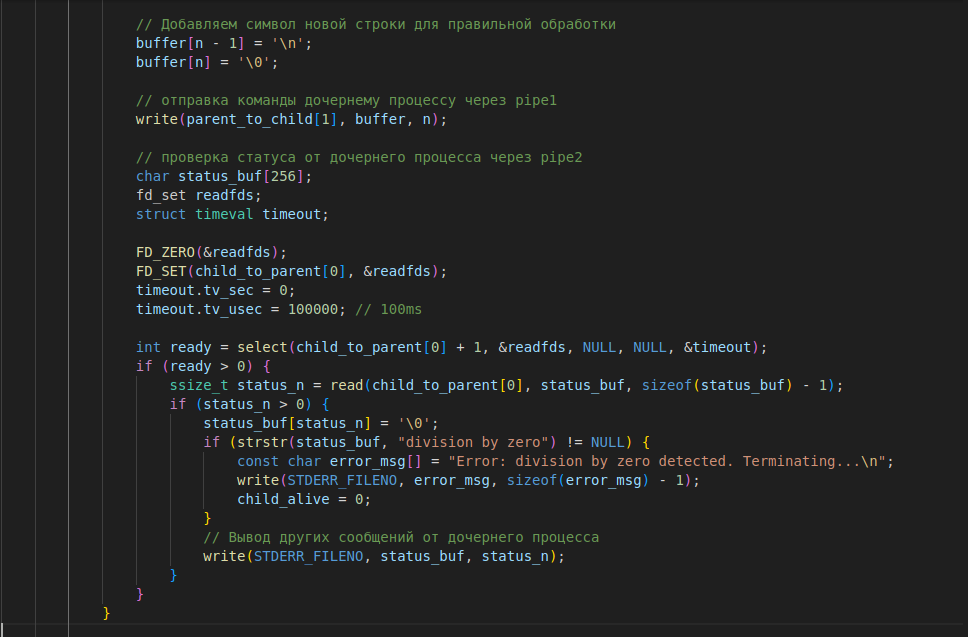 // Добавляем символ новой строки для правильной обработки
buffer[n - 1] = '\n';
buffer[n] = '\0';
// отправка команды дочернему процессу через pipe1
write(parent_to_child[1], buffer, n);
// проверка статуса от дочернего процесса через pipe2
char status_buf[256];
fd_set readfds;
struct timeval timeout;
FD_ZERO(&readfds);
FD_SET(child_to_parent[0], &readfds);
timeout.tv_sec = 0;
timeout.tv_usec = 100000; // 100ms
int ready = select(child_to_parent[0] + 1, &readfds, NULL, NULL, &timeout);
if (ready > 0) {
ssize_t status_n = read(child_to_parent[0], status_buf, sizeof(status_buf) - 1);
if (status_n > 0) {
status_buf[status_n] = '\0';
if (strstr(status_buf, "division by zero") != NULL) {
const char error_msg[] = "Error: division by zero detected. Terminating...\n";
write(STDERR_FILENO, error_msg, sizeof(error_msg) - 1);
child_alive = 0;
}
// Вывод других сообщений от дочернего процесса
write(STDERR_FILENO, status_buf, status_n);
}
}
}